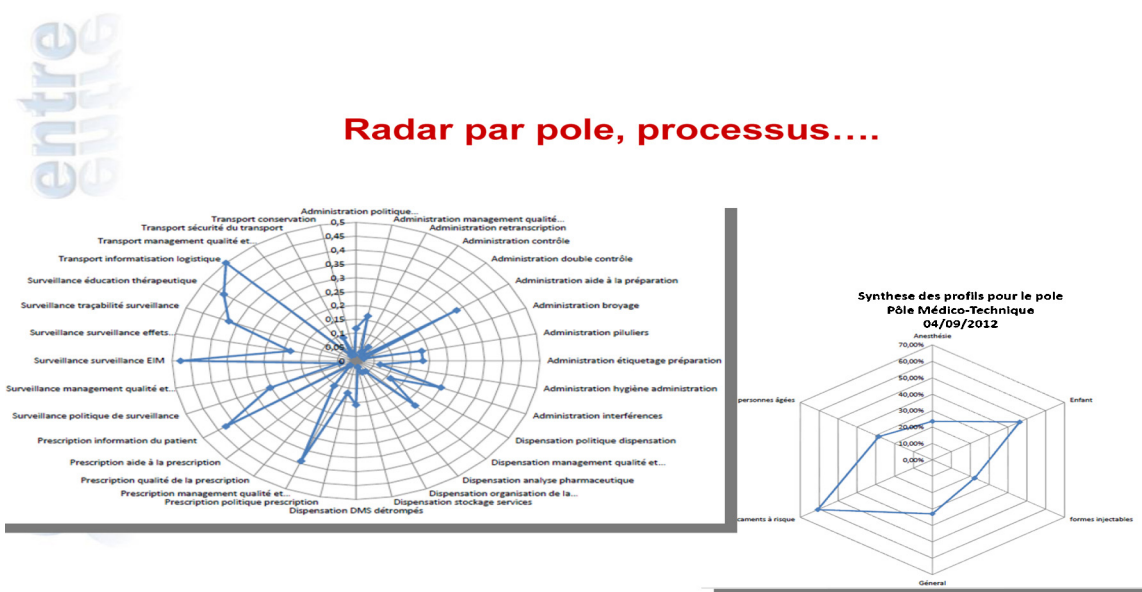 entre
Radar par pole, processus....
Administration politique...
Administration management qualité...
Administration retranscription
Administration contrôle
Administration double contrôle
Administration aide à la préparation
Administration broyage
Administration piluliers
Administration étiquetage préparation
Administration hygiène administration
Administration interférences
Dispensation politique dispensation
Dispensation management qualité et...
Dispensation analyse pharmaceutique
Dispensation organisation de la...
Dispensation stockage services
Dispensation DMS détrompés
Prescription politique prescription
Prescription management qualité et...
Prescription qualité de la prescription
Prescription aide à la prescription
Prescription information du patient
Surveillance politique de surveillance
Surveillance management qualité et...
Surveillance surveillance EIM
Surveillance surveillance effets...
Surveillance traçabilité surveillance
Surveillance éducation thérapeutique
Transport informatisation logistique
Transport management qualité et...
Transport sécurité du transport
Transport conservation
0,5
0,45
0,4
0,35
0,3
0,25
0,2
0,15
0,1
0,05
0
Synthese des profils pour le pole
Pôle Médico-Technique
04/09/2012
Anesthésie
70,00%
60,00%
50,00%
40,00%
30,00%
20,00%
10,00%
0,00%
Enfant
formes injectables
Géneral
caments à risque
personnes âgées